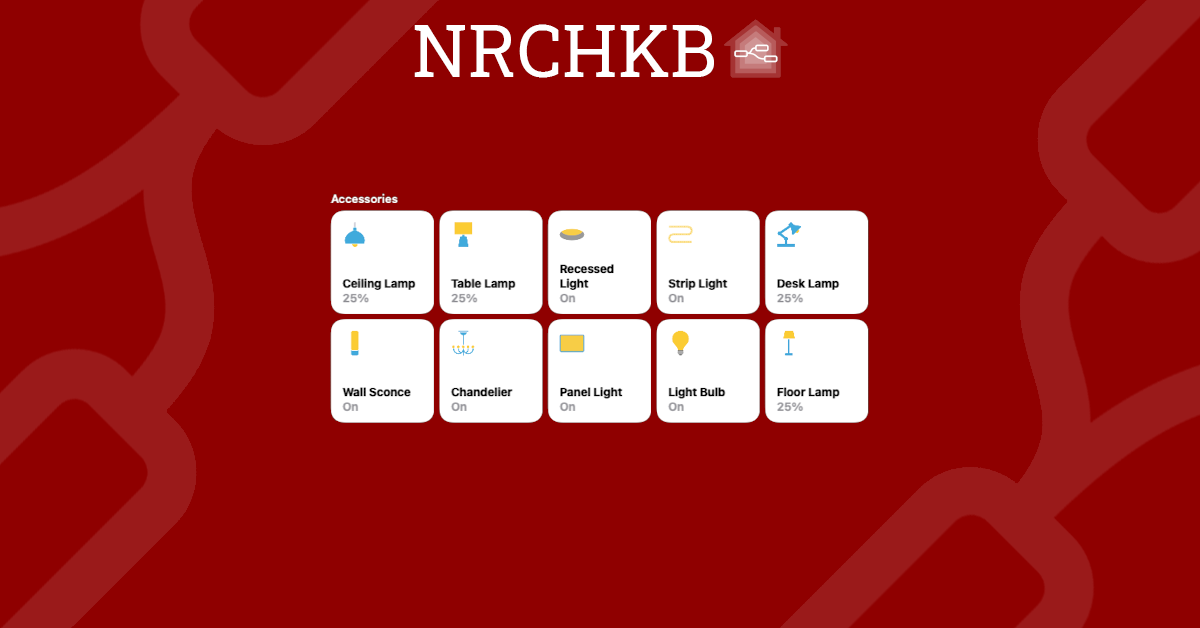 NRCHKB
Accessories
Ceiling Lamp
25%
Table Lamp
25%
Recessed
Light
On
Strip Light
On
Desk Lamp
25%
Wall Sconce
On
Chandelier
On
Panel Light
On
Light Bulb
On
Floor Lamp
25%